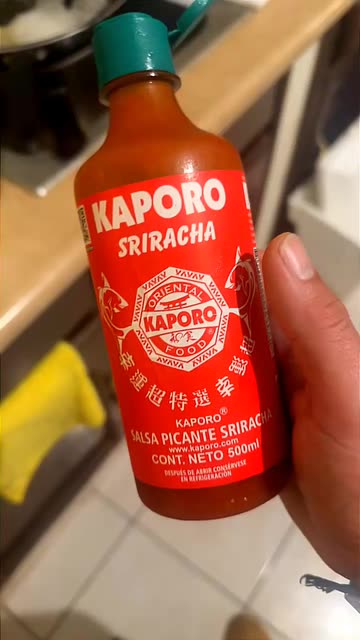 KAPORO
SRIRACHA
ORIENTAL
KAPORO
FOOD
KAPORO®
SALSA PICANTE SRIRACHA
www.kaporo.com
CONT. NETO 500ml
DESPUÉS DE ABRIR CONSÉRVESE
EN REFRIGERACIÓN